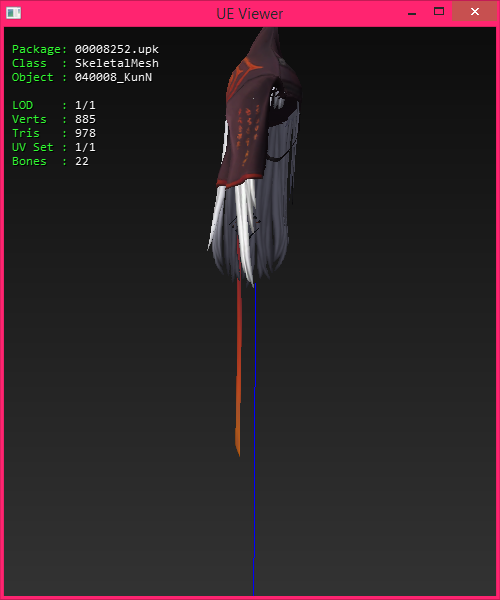 UE Viewer
Package: 00008252.upk
Class  : SkeletalMesh
Object : 040008_KunN
LOD    : 1/1
Verts  : 885
Tris   : 978
UV Set : 1/1
Bones  : 22